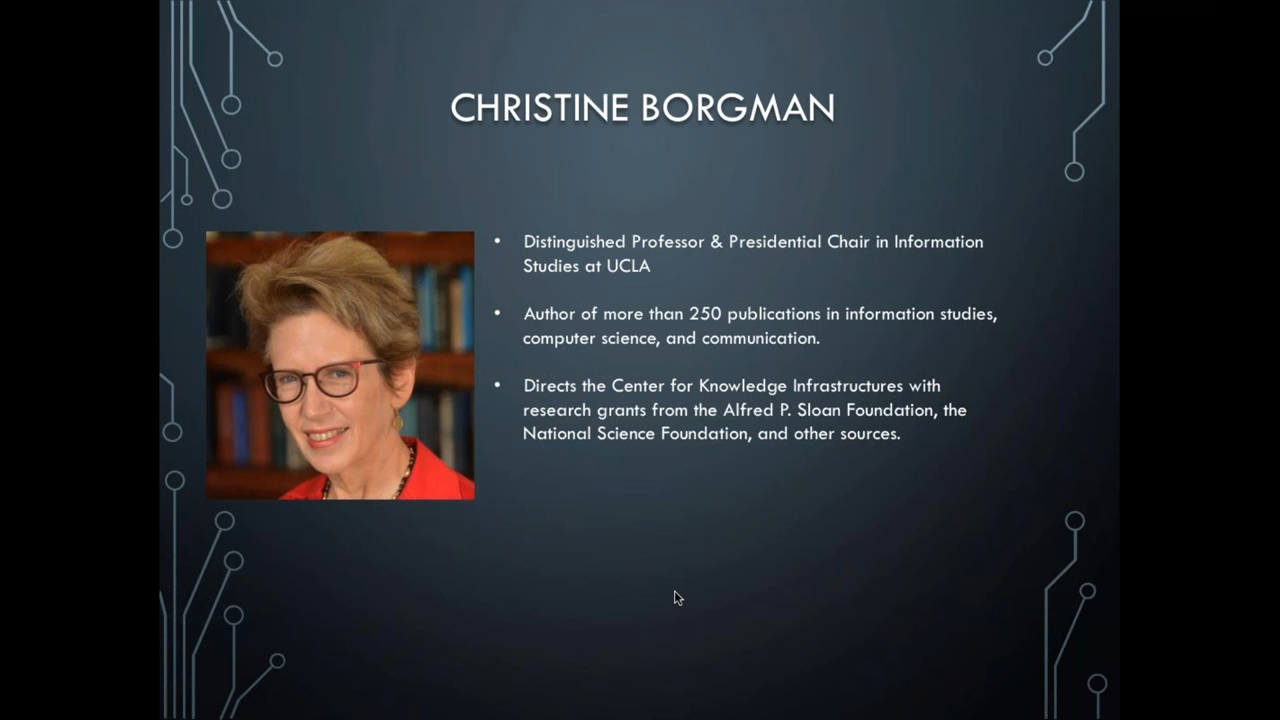 CHRISTINE BORGMAN
• Distinguished Professor & Presidential Chair in Information
Studies at UCLA
• Author of more than 250 publications in information studies,
computer science, and communication.
• Directs the Center for Knowledge Infrastructures with
research grants from the Alfred P. Sloan Foundation, the
National Science Foundation, and other sources.